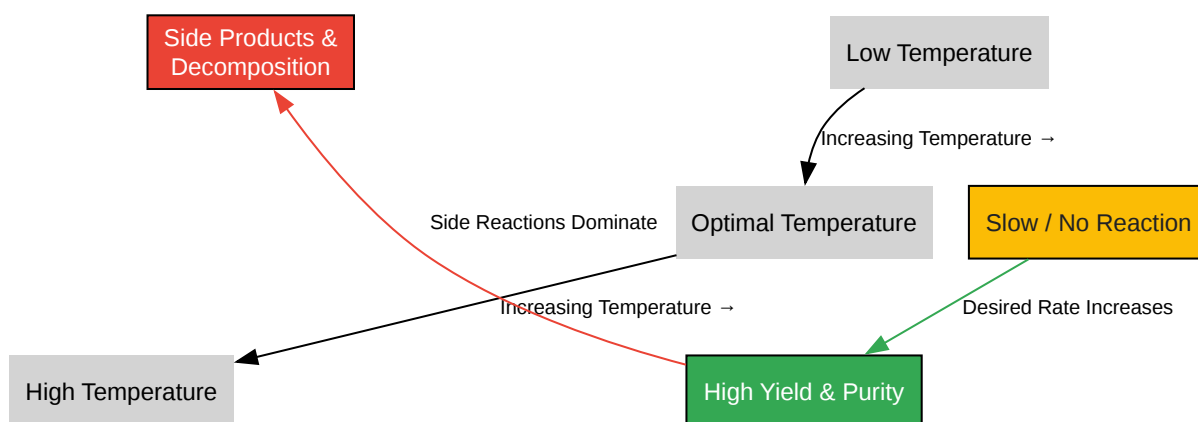 Side Products &
Decomposition
Low Temperature
Increasing Temperature →
Side Reactions Dominate
Optimal Temperature
Slow / No Reaction
Increasing Temperature →
Desired Rate Increases
High Temperature
High Yield & Purity